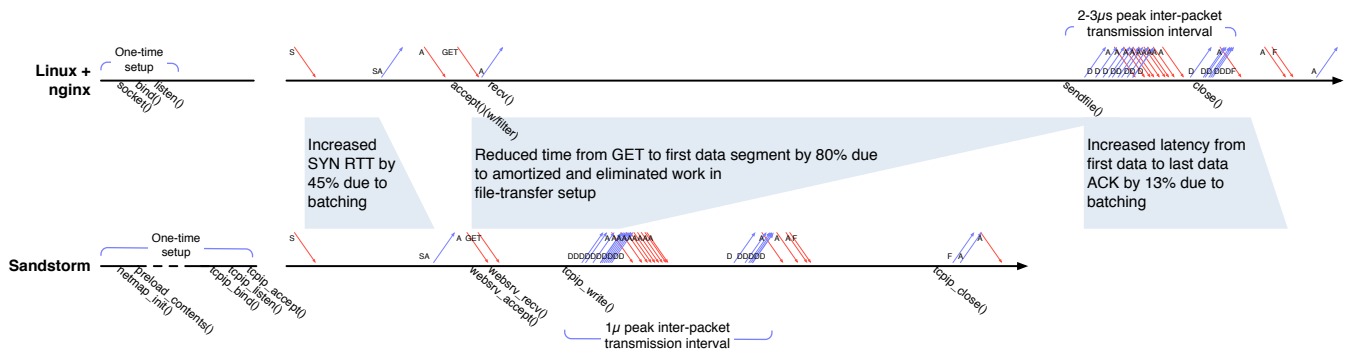 2-3µs peak inter-packet
transmission interval
One-time
setup
S
SA
A
GET
A
A A AAAAAAA
D D D DD DD D
A
D D DDDDF
A F
A
Linux +
nginx
socket()
bind()
listen()
accept()(w/filter)
recv()
sendfile()
close()
Increased
SYN RTT by
45% due to
batching
Reduced time from GET to first data segment by 80% due
to amortized and eliminated work in
file-transfer setup
Increased latency from
first data to last data
ACK by 13% due to
batching
One-time
setup
S
SA
A GET
A AAAAAAAA
DDDDDDDDDD
A A A F
D DDDDD
A
F A
Sandstorm
netmap_init()
preload_contents()
tcpip_bind()
tcpip_listen()
tcpip_accept()
websrv_accept()
websrv_recv()
tcpip_write()
tcpip_close()
1µ peak inter-packet
transmission interval